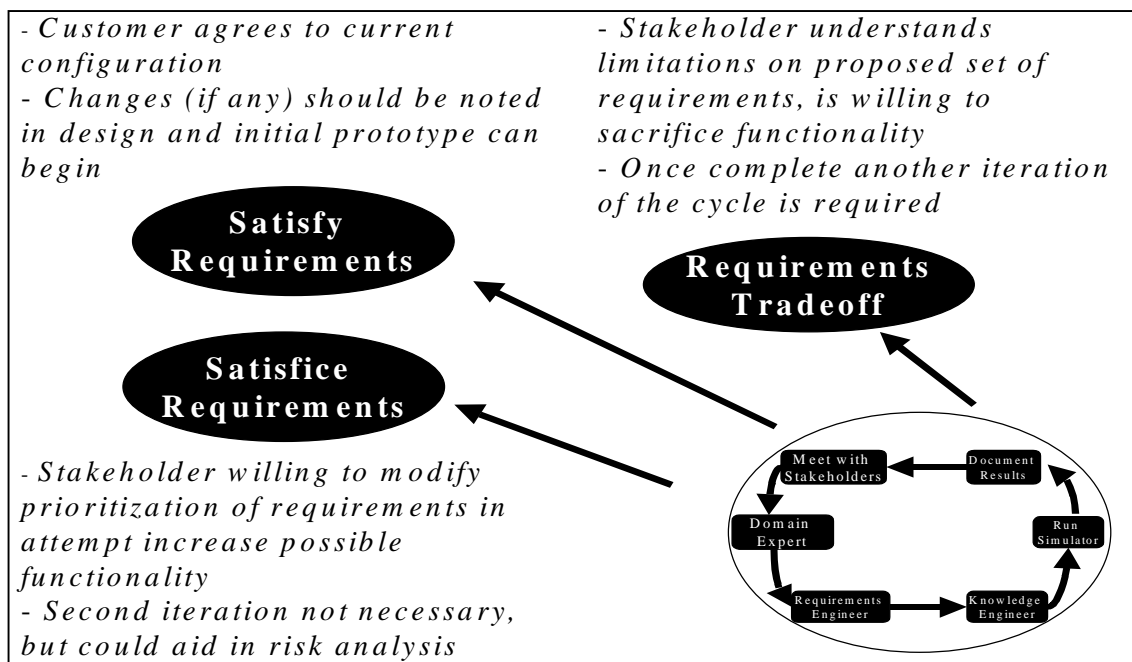 - Customer agrees to current
configuration
- Changes (if any) should be noted
in design and initial prototype can
begin
- Stakeholder understands
limitations on proposed set of
requirements, is willing to
sacrifice functionality
- Once complete another iteration
of the cycle is required
Satisfy
Requirements
Requirements
Tradeoff
Satisfice
Requirements
- Stakeholder willing to modify
prioritization of requirements in
attempt increase possible
functionality
- Second iteration not necessary,
but could aid in risk analysis
Meet with
Stakeholders
Document
Results
Domain
Expert
Run
Simulator
Requirements
Engineer
Knowledge
Engineer